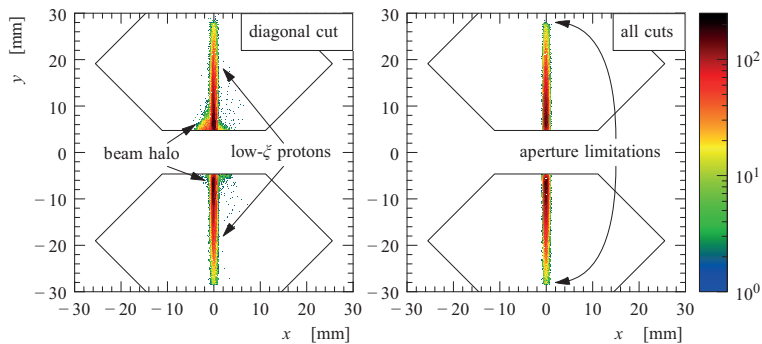 y [mm]
30
20
10
0
−10
−20
−30
diagonal cut
beam halo
low-ξ protons
−30 −20 −10 0 10 20 30
x [mm]
30
20
10
0
−10
−20
−30
all cuts
aperture limitations
−30 −20 −10 0 10 20 30
x [mm]
10²
10¹
10⁰